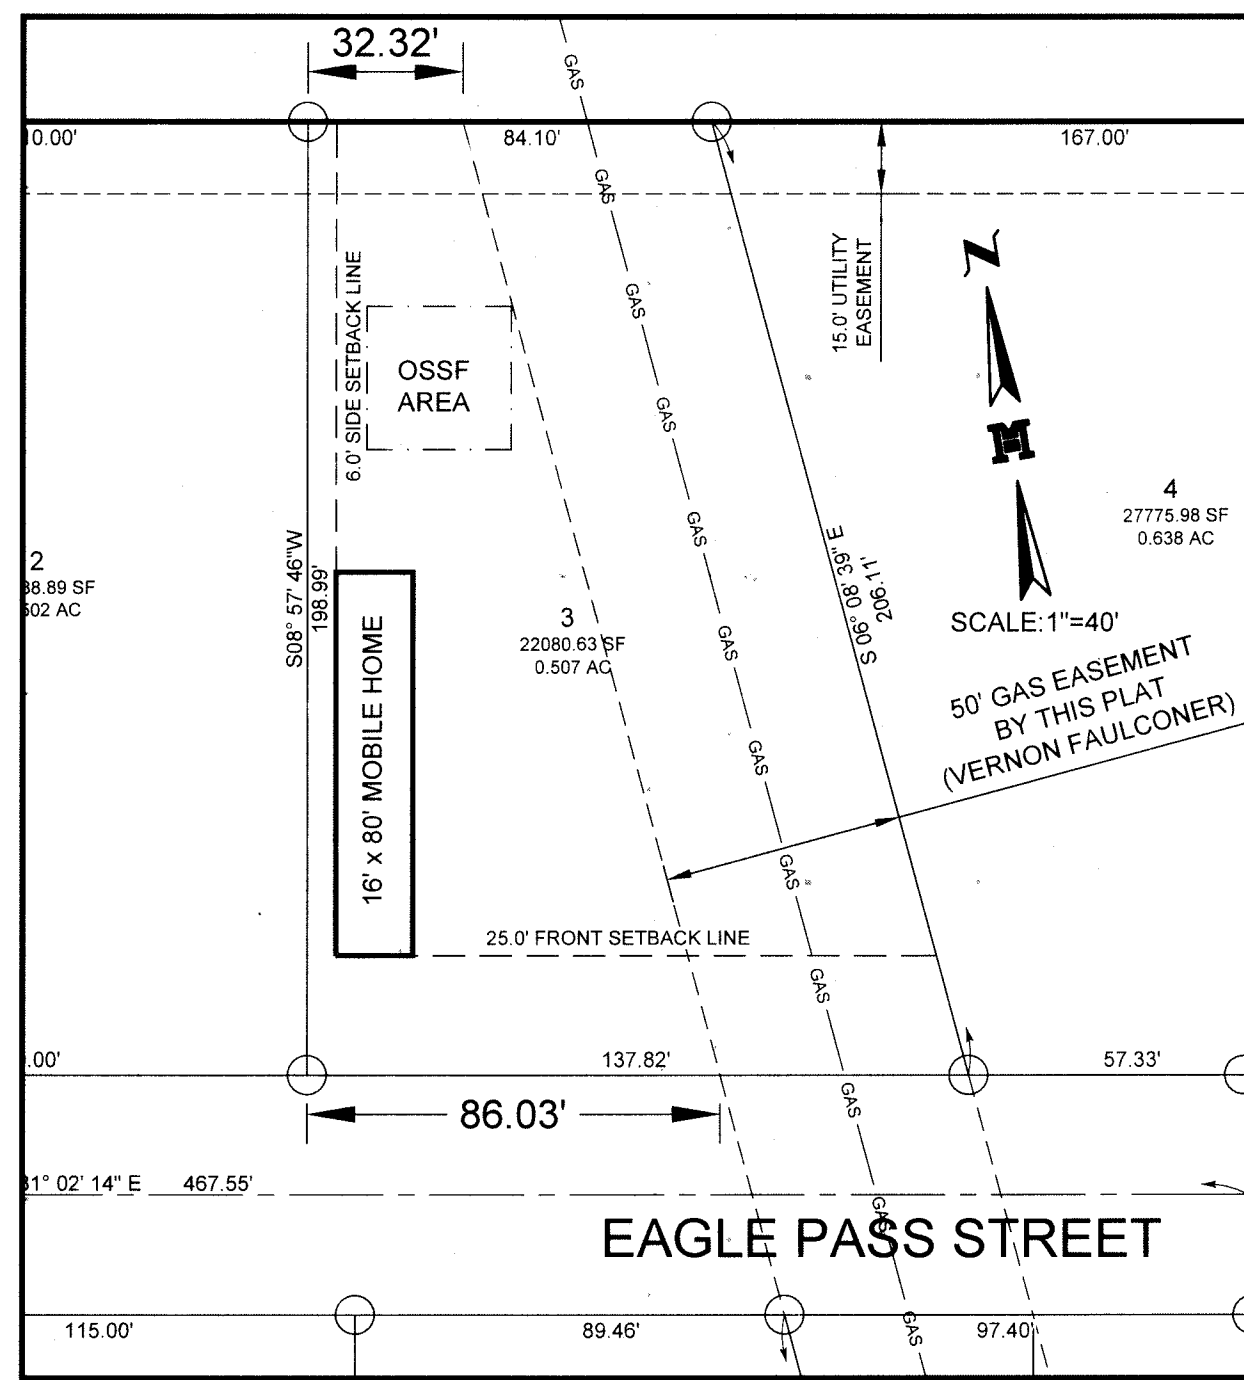 32.32'
GAS
10.00'
84.10'
167.00'
GAS
6.0' SIDE SETBACK LINE
15.0' UTILITY
EASEMENT
N
GAS
OSSF
AREA
GAS
H
4
27775.98 SF
0.638 AC
GAS
2
38.89 SF
502 AC
S08° 57' 46"W
198.99'
S 06° 08' 39" E
206.11'
3
22080.63 SF
0.507 AC
GAS
SCALE:1"=40'
50' GAS EASEMENT
BY THIS PLAT
(VERNON FAULCONER)
16' x 80' MOBILE HOME
GAS
GAS
25.0' FRONT SETBACK LINE
GAS
.00'
137.82'
57.33'
86.03'
GAS
31° 02' 14" E
467.55'
GAS
EAGLE PASS STREET
115.00'
89.46'
GAS
97.40'